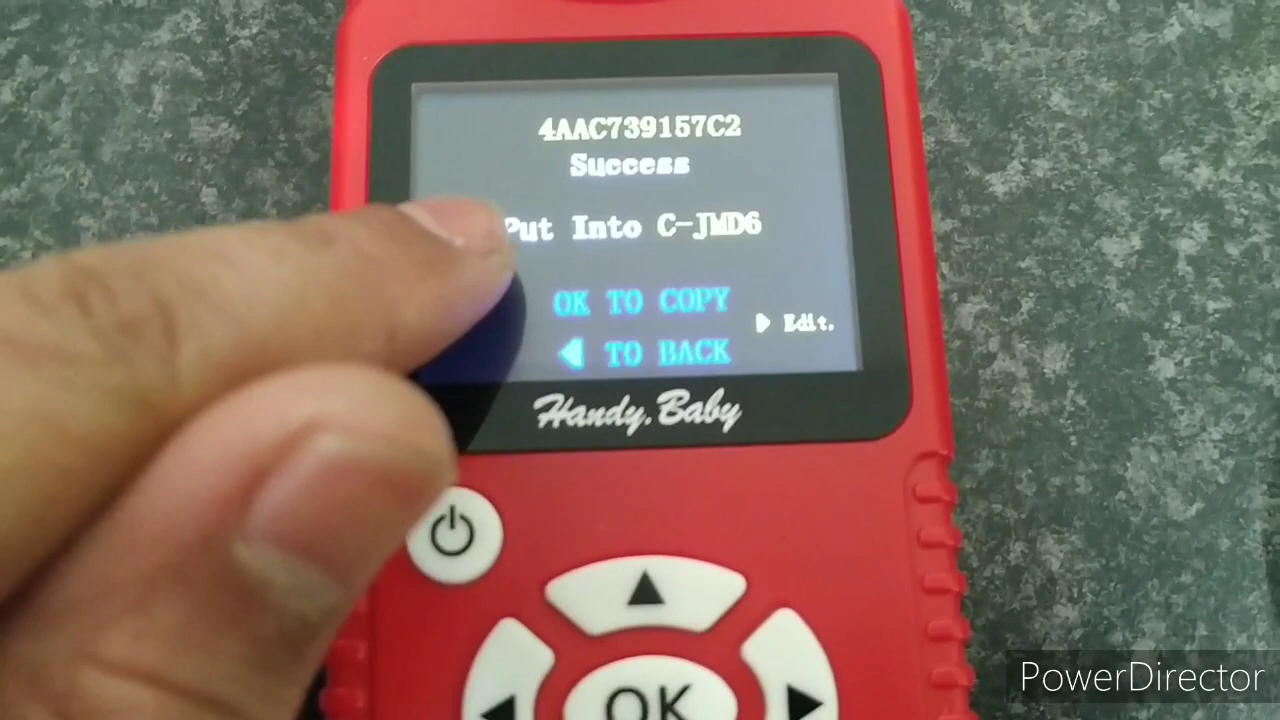 4AAC739157C2
Success
Put Into C-JMD6
OK TO COPY
Edit.
TO BACK
Handy.Baby
OK
PowerDirector